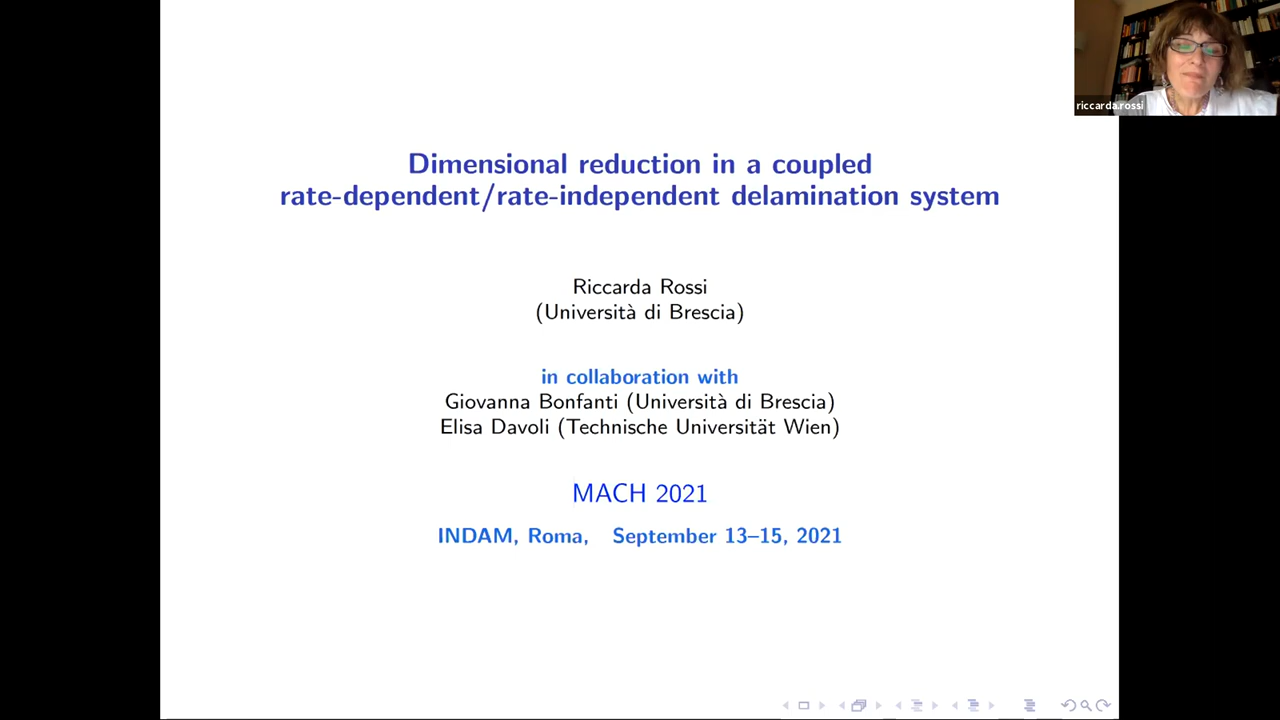 riccarda.rossi
Dimensional reduction in a coupled
rate-dependent/rate-independent delamination system
Riccarda Rossi
(Università di Brescia)
in collaboration with
Giovanna Bonfanti (Università di Brescia)
Elisa Davoli (Technische Universität Wien)
MACH 2021
INDAM, Roma, September 13–15, 2021